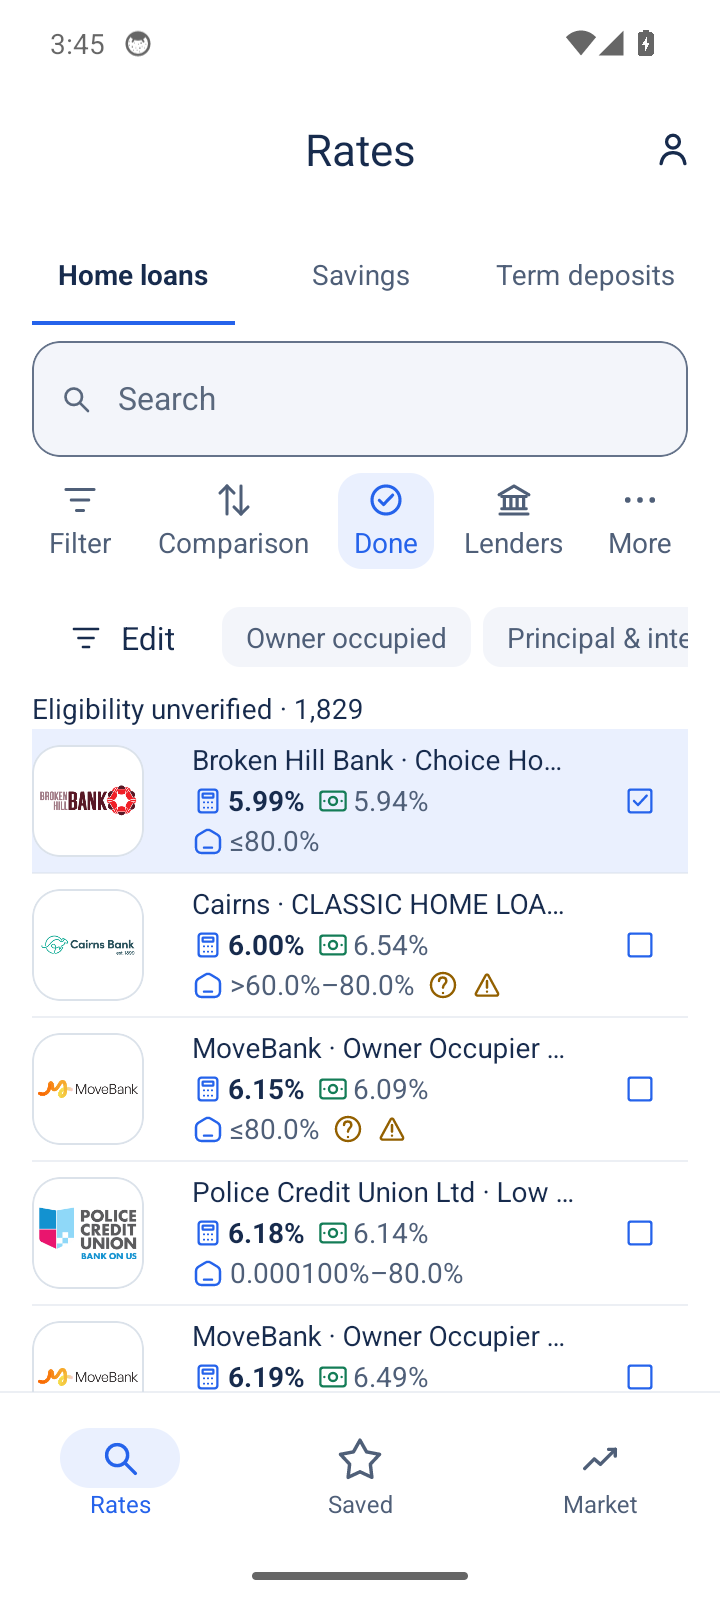 3:45
Rates
Home loans
Savings
Term deposits
Search
Filter
Comparison
Done
Lenders
More
Edit
Owner occupied
Principal & inte
Eligibility unverified · 1,829
BROKEN HILL BANK
Broken Hill Bank · Choice Ho...
5.99% 5.94%
≤80.0%
Cairns Bank
est. 1899
Cairns · CLASSIC HOME LOA...
6.00% 6.54%
>60.0%–80.0%
MoveBank
MoveBank · Owner Occupier ...
6.15% 6.09%
≤80.0%
POLICE
CREDIT
UNION
BANK ON US
Police Credit Union Ltd · Low ...
6.18% 6.14%
0.000100%–80.0%
MoveBank
MoveBank · Owner Occupier ...
6.19% 6.49%
Rates
Saved
Market